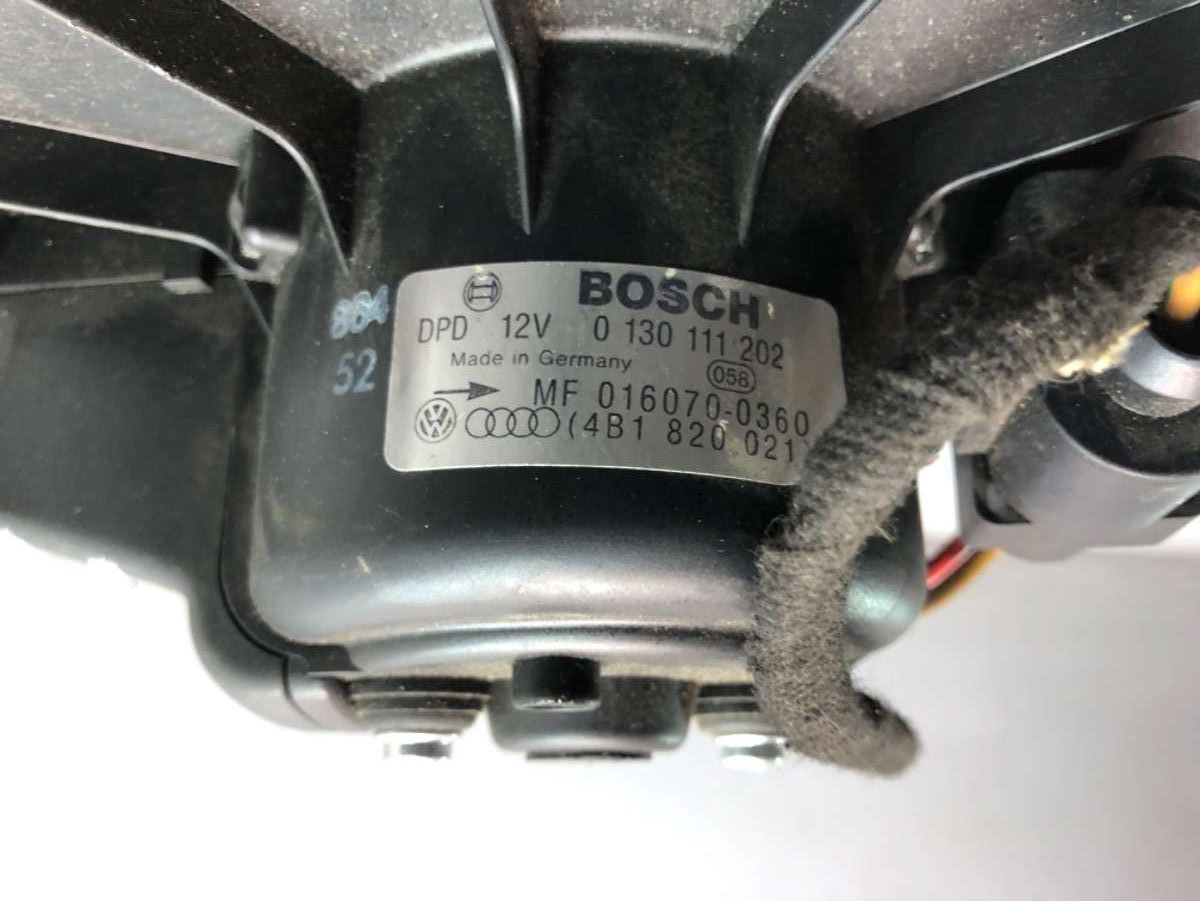 BOSCH
DPD 12V 0 130 111 202
Made in Germany 058
MF 016070-0360
(4B1 820 021)
864
52